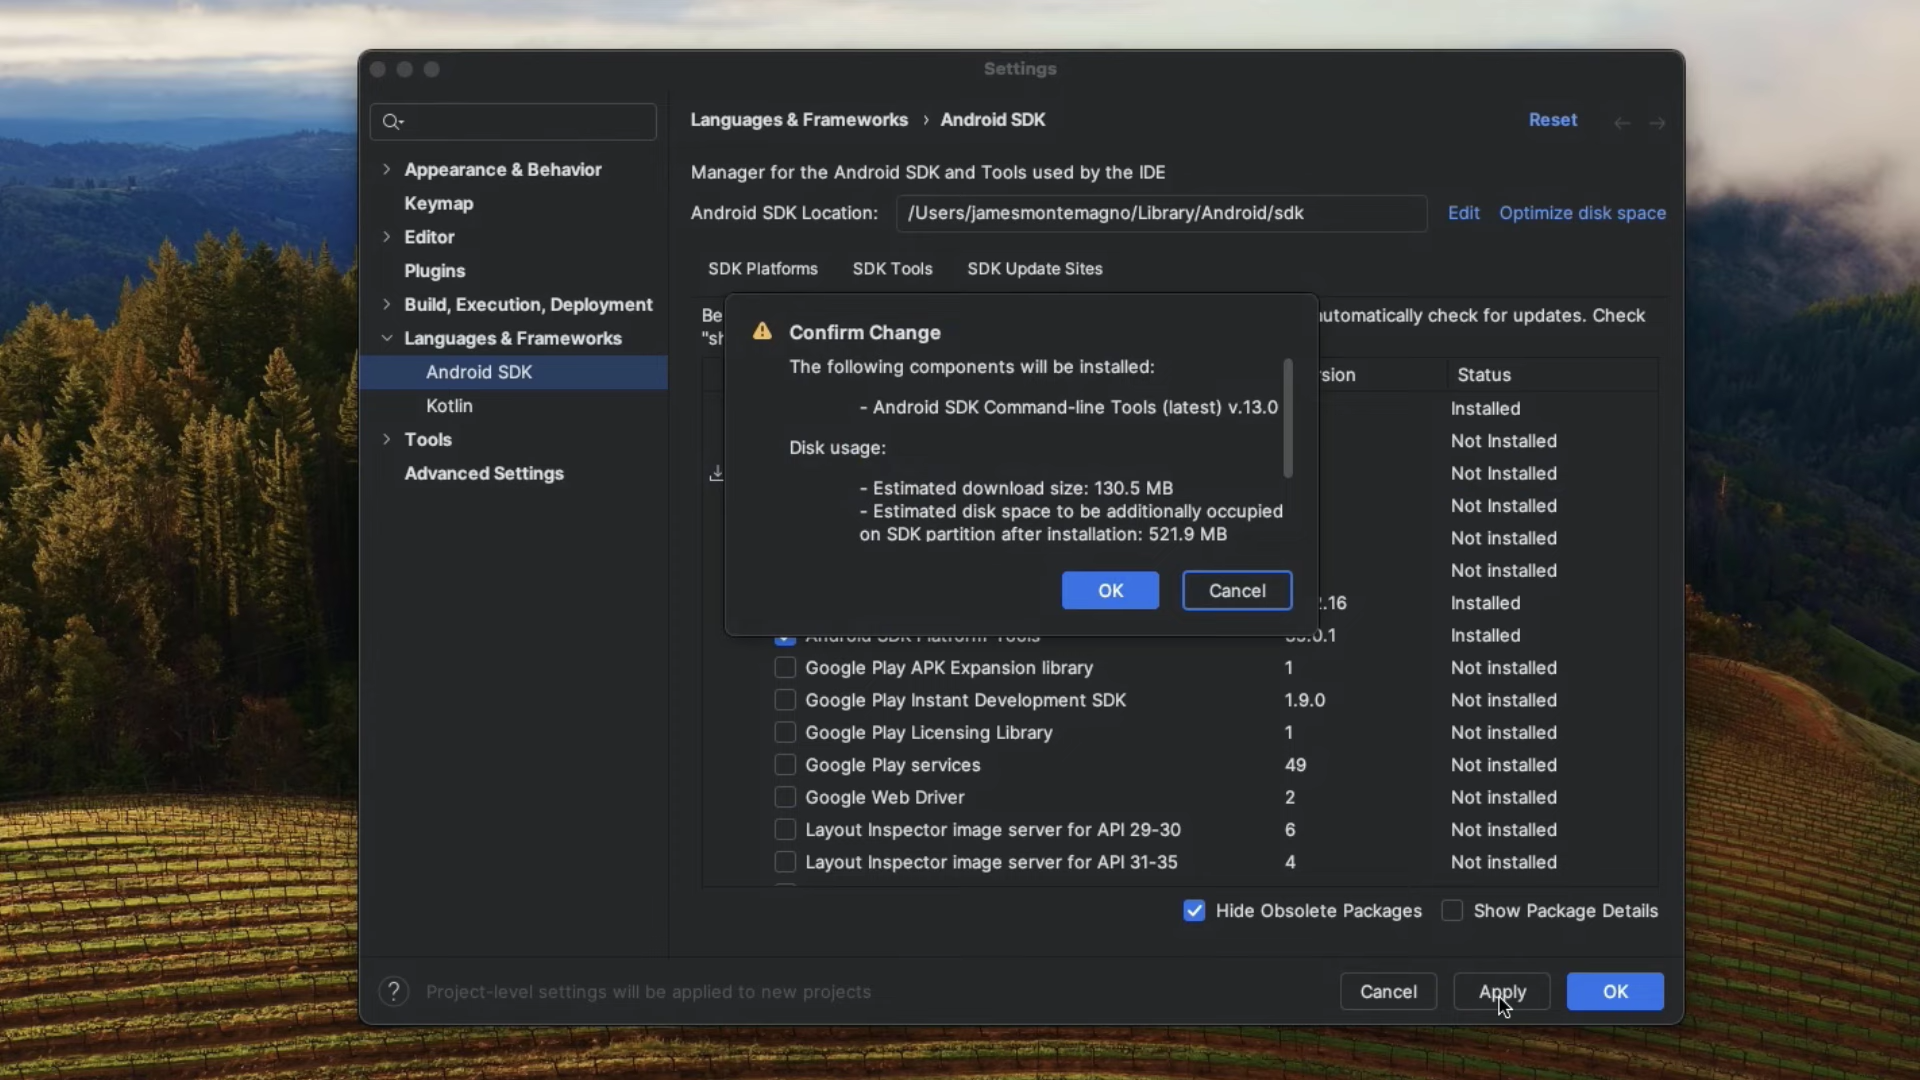 Settings
Appearance & Behavior
Keymap
Editor
Plugins
Build, Execution, Deployment
Languages & Frameworks
Android SDK
Kotlin
Tools
Advanced Settings
Languages & Frameworks › Android SDK
Reset
Manager for the Android SDK and Tools used by the IDE
Android SDK Location: /Users/jamesmontemagno/Library/Android/sdk Edit Optimize disk space
SDK Platforms SDK Tools SDK Update Sites
automatically check for updates. Check
Confirm Change
The following components will be installed:
- Android SDK Command-line Tools (latest) v.13.0
Disk usage:
- Estimated download size: 130.5 MB
- Estimated disk space to be additionally occupied
on SDK partition after installation: 521.9 MB
OK Cancel
Status
Installed
Not Installed
Not Installed
Not installed
Not installed
Not installed
.16 Installed
Android SDK Platform-Tools 35.0.1 Installed
Google Play APK Expansion library 1 Not installed
Google Play Instant Development SDK 1.9.0 Not installed
Google Play Licensing Library 1 Not installed
Google Play services 49 Not installed
Google Web Driver 2 Not installed
Layout Inspector image server for API 29-30 6 Not installed
Layout Inspector image server for API 31-35 4 Not installed
Hide Obsolete Packages Show Package Details
? Project-level settings will be applied to new projects
Cancel Apply OK